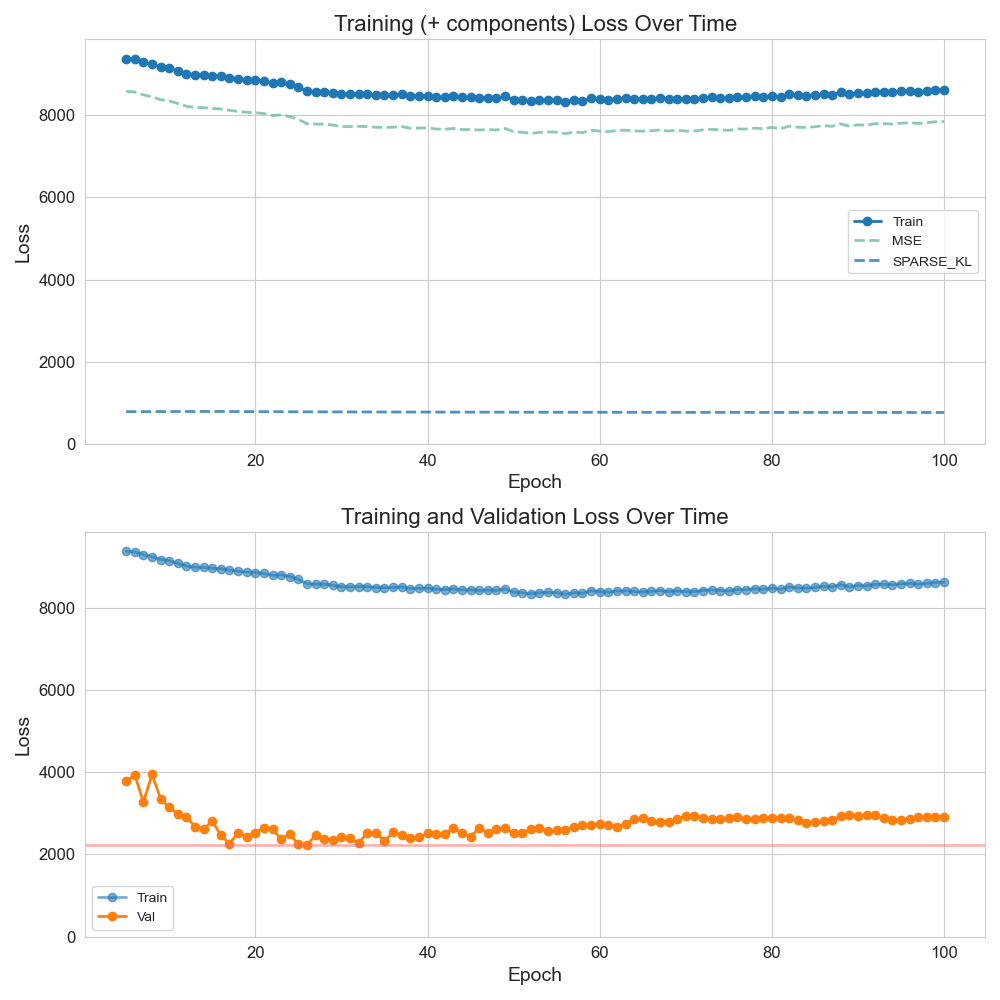 Training (+ components) Loss Over Time
Loss
8000
6000
4000
2000
0
Train
MSE
SPARSE_KL
20 40 60 80 100
Epoch
Training and Validation Loss Over Time
Loss
8000
6000
4000
2000
0
Train
Val
20 40 60 80 100
Epoch